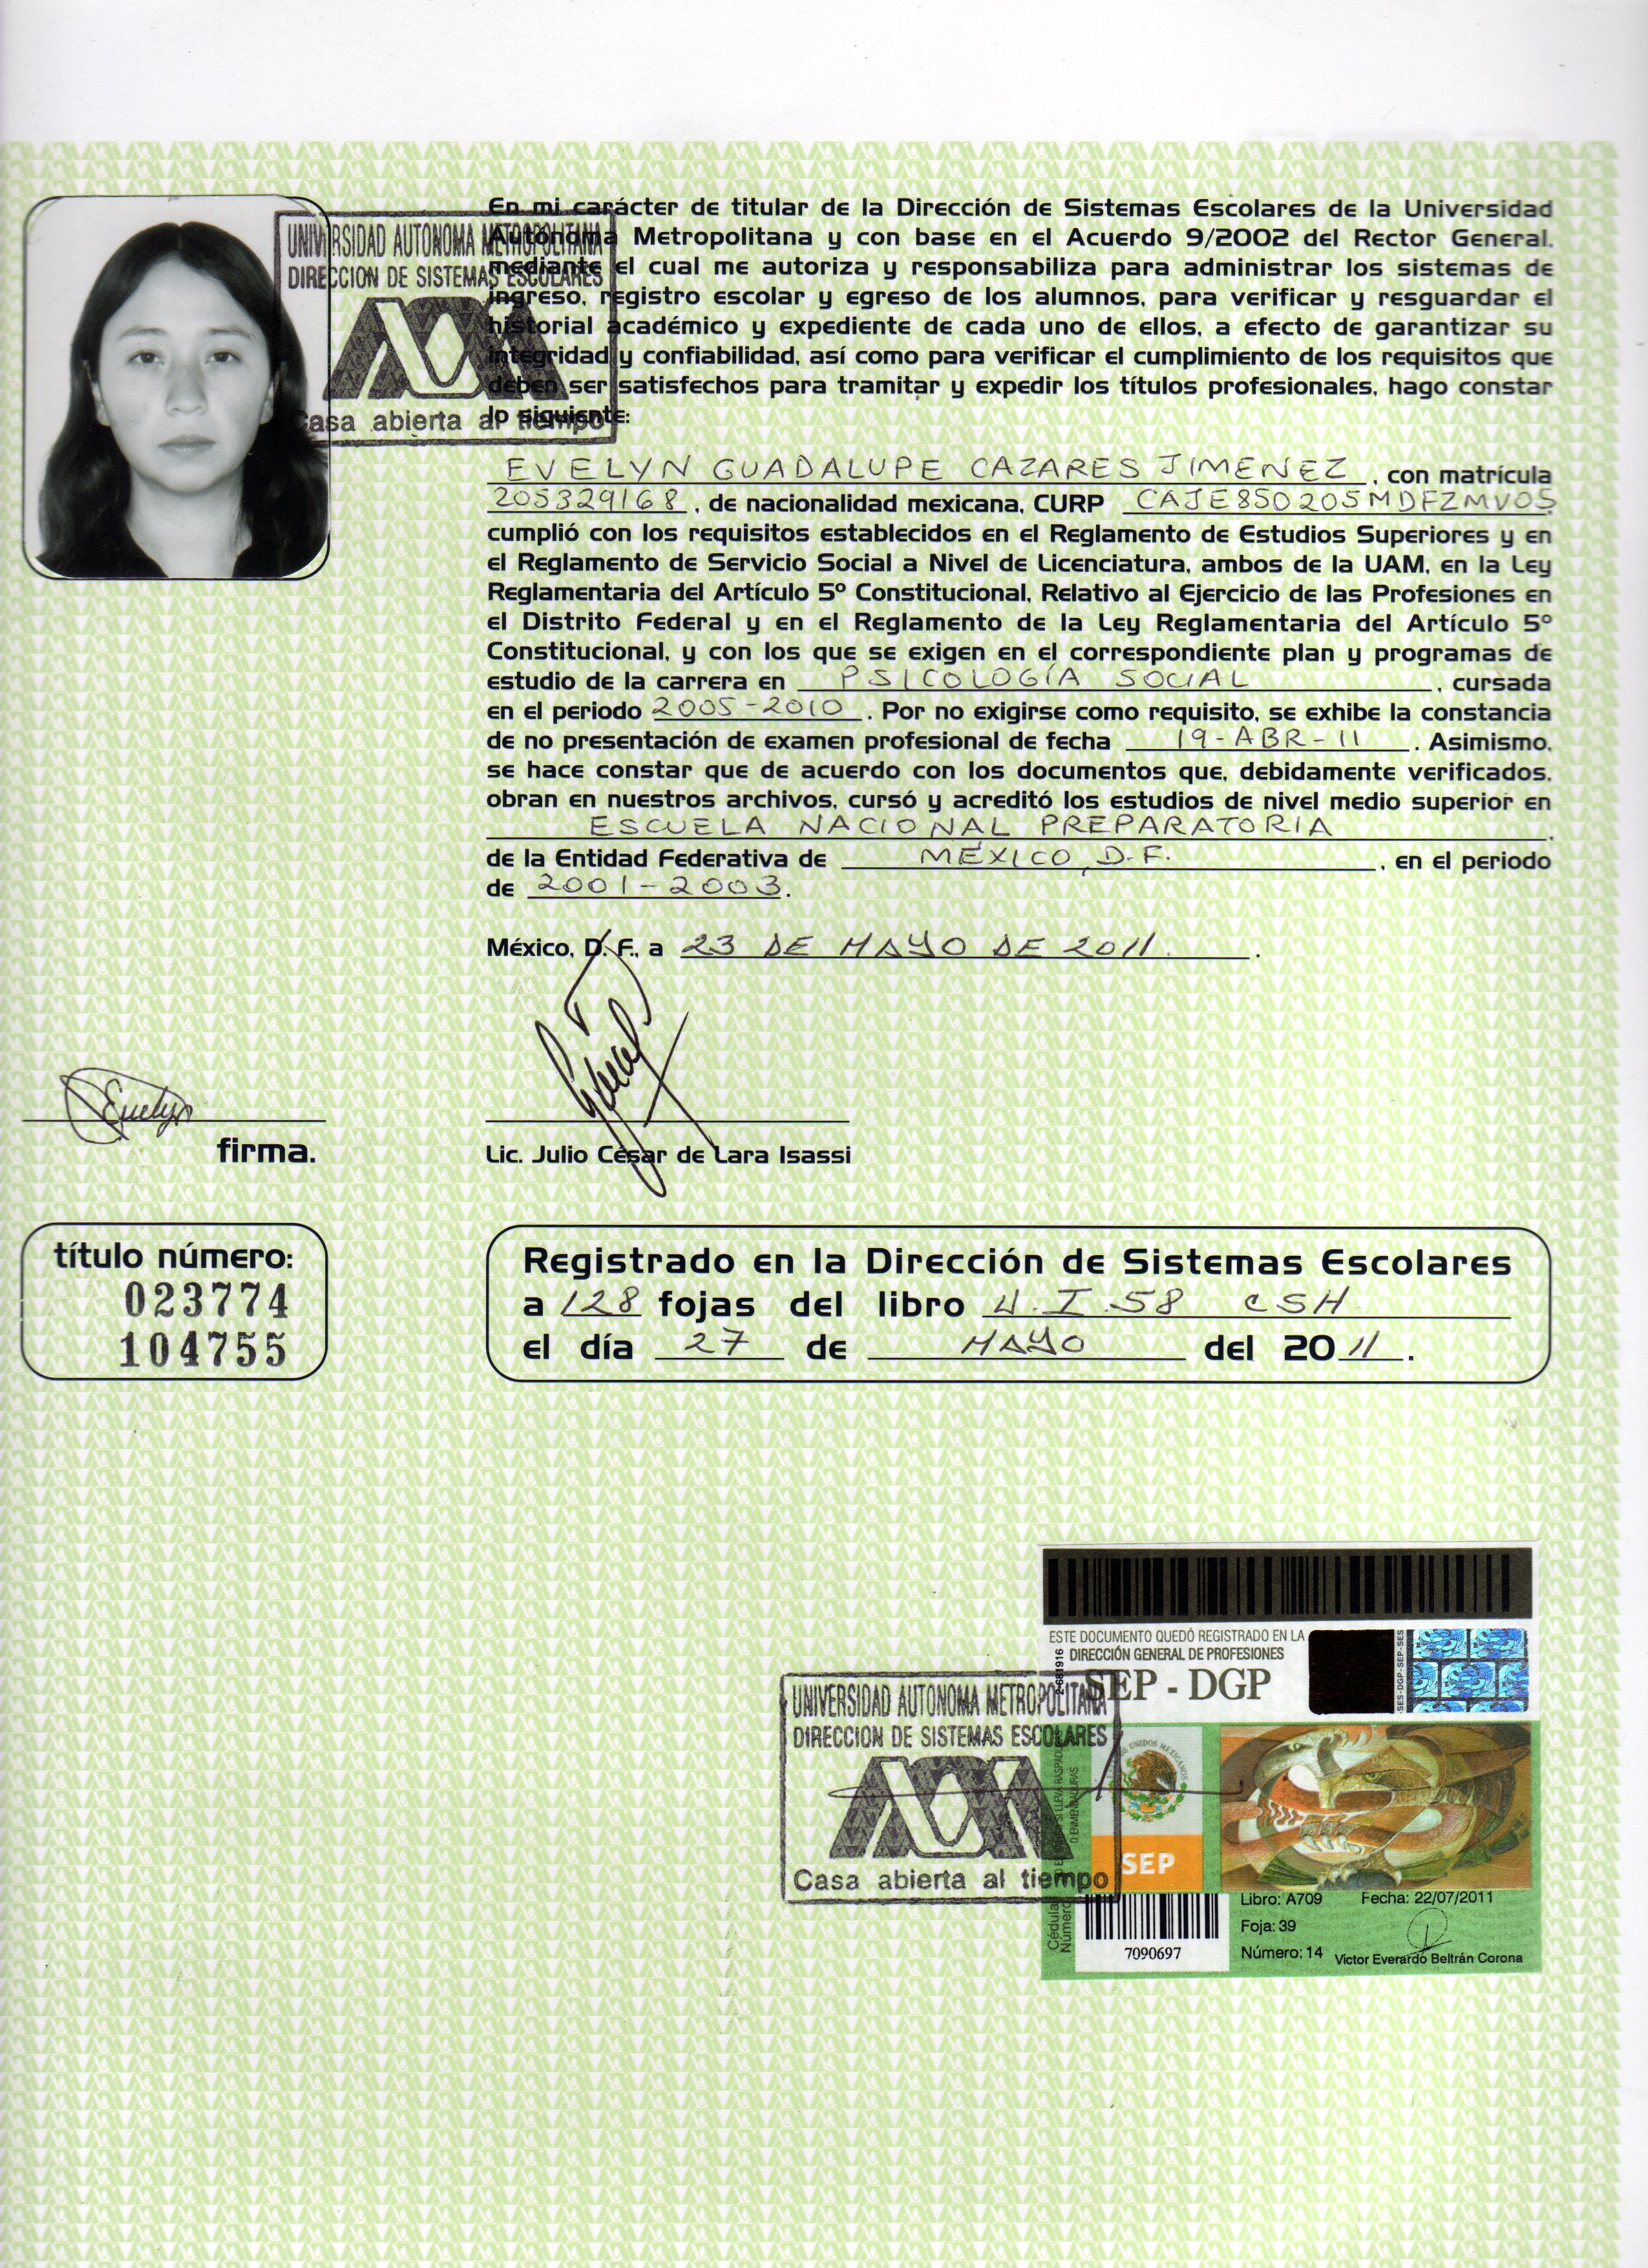 En mi carácter de titular de la Dirección de Sistemas Escolares de la Universidad
Autónoma Metropolitana y con base en el Acuerdo 9/2002 del Rector General,
mediante el cual me autoriza y responsabiliza para administrar los sistemas de
ingreso, registro escolar y egreso de los alumnos, para verificar y resguardar el
historial académico y expediente de cada uno de ellos, a efecto de garantizar su
integridad y confiabilidad, así como para verificar el cumplimiento de los requisitos que
deben ser satisfechos para tramitar y expedir los títulos profesionales, hago constar
lo siguiente:
UNIVERSIDAD AUTONOMA METROPOLITANA
DIRECCION DE SISTEMAS ESCOLARES
Casa abierta al tiempo
EVELYN GUADALUPE CAZARES JIMENEZ, con matrícula
205329168, de nacionalidad mexicana, CURP CAJE850205MDFZMV05,
cumplió con los requisitos establecidos en el Reglamento de Estudios Superiores y en
el Reglamento de Servicio Social a Nivel de Licenciatura, ambos de la UAM, en la Ley
Reglamentaria del Artículo 5º Constitucional, Relativo al Ejercicio de las Profesiones en
el Distrito Federal y en el Reglamento de la Ley Reglamentaria del Artículo 5º
Constitucional, y con los que se exigen en el correspondiente plan y programas de
estudio de la carrera en PSICOLOGÍA SOCIAL, cursada
en el periodo 2005-2010. Por no exigirse como requisito, se exhibe la constancia
de no presentación de examen profesional de fecha 19-ABR-11. Asimismo,
se hace constar que de acuerdo con los documentos que, debidamente verificados,
obran en nuestros archivos, cursó y acreditó los estudios de nivel medio superior en
ESCUELA NACIONAL PREPARATORIA,
de la Entidad Federativa de MÉXICO, D.F., en el periodo
de 2001-2003.
México, D. F., a 23 DE MAYO DE 2011.
Evelyn
firma.
Lic. Julio César de Lara Isassi
título número:
023774
104755
Registrado en la Dirección de Sistemas Escolares
a 128 fojas del libro U.I.58 CSH
el día 27 de MAYO del 2011.
ESTE DOCUMENTO QUEDÓ REGISTRADO EN LA
DIRECCIÓN GENERAL DE PROFESIONES
SEP - DGP
2-681916
SES-DGP-SEP-SES
UNIVERSIDAD AUTONOMA METROPOLITANA
DIRECCION DE SISTEMAS ESCOLARES
Casa abierta al tiempo
SEP
Cédula
Número
7090697
Libro: A709 Fecha: 22/07/2011
Foja: 39
Número: 14 Victor Everardo Beltrán Corona